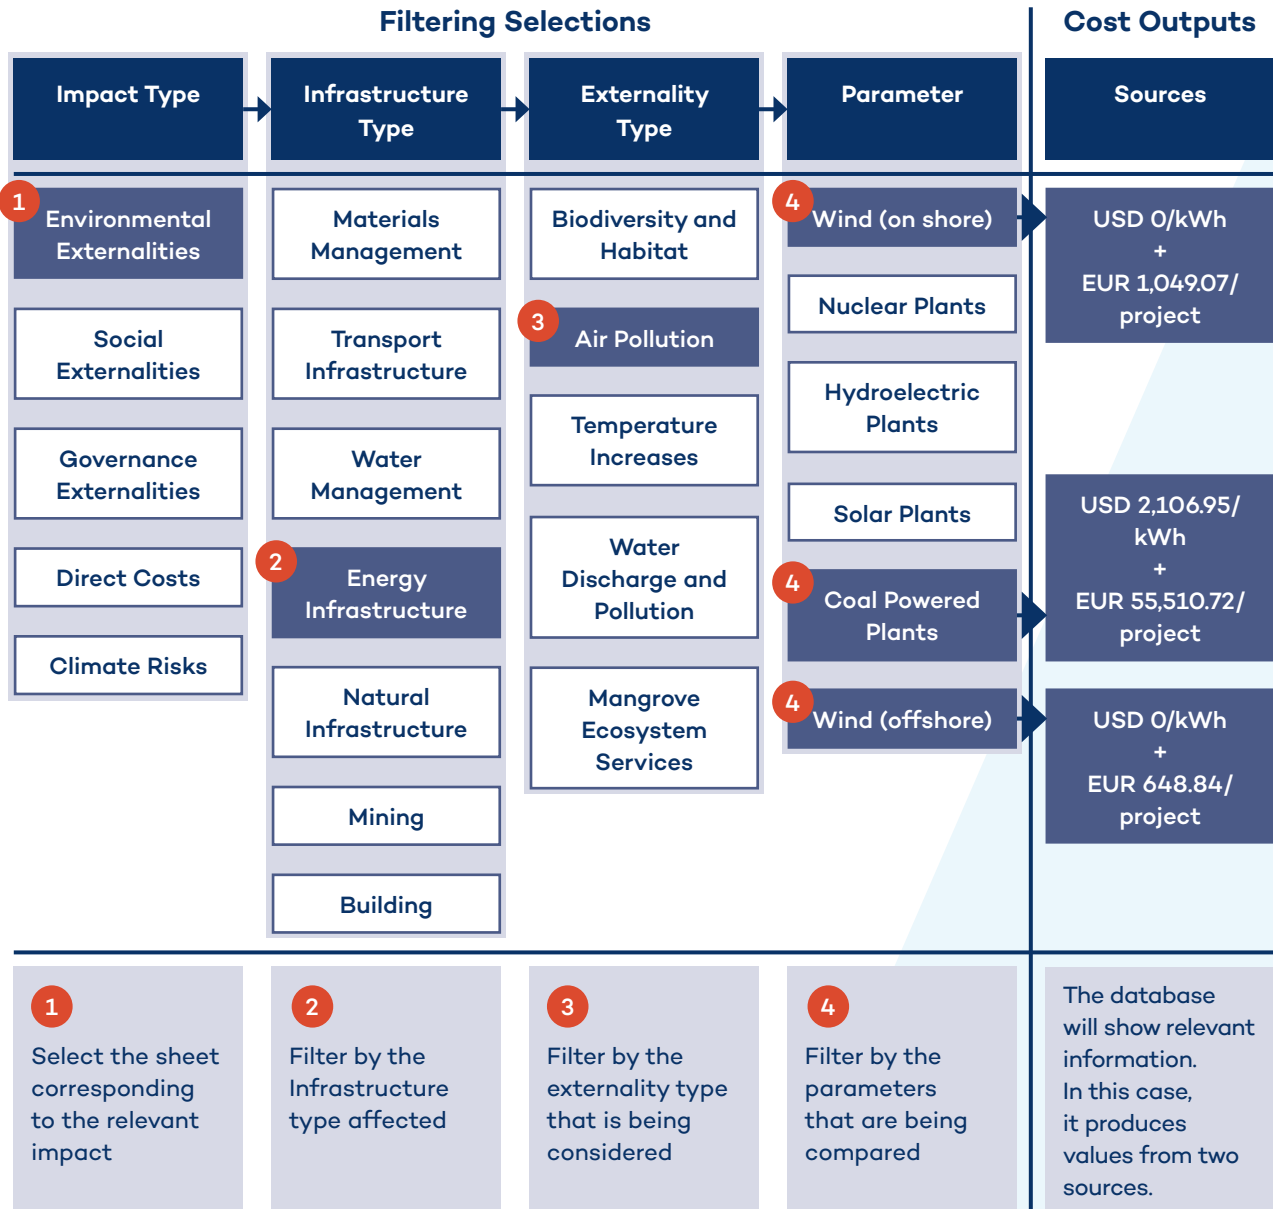 Filtering Selections
Cost Outputs
Impact Type
Infrastructure
Type
Externality
Type
Parameter
Sources
1
Environmental
Externalities
Social
Externalities
Governance
Externalities
Direct Costs
Climate Risks
Materials
Management
Transport
Infrastructure
Water
Management
2
Energy
Infrastructure
Natural
Infrastructure
Mining
Building
Biodiversity and
Habitat
3
Air Pollution
Temperature
Increases
Water
Discharge and
Pollution
Mangrove
Ecosystem
Services
4
Wind (on shore)
Nuclear Plants
Hydroelectric
Plants
Solar Plants
4
Coal Powered
Plants
4
Wind (offshore)
USD 0/kWh
+
EUR 1,049.07/
project
USD 2,106.95/
kWh
+
EUR 55,510.72/
project
USD 0/kWh
+
EUR 648.84/
project
1
Select the sheet
corresponding
to the relevant
impact
2
Filter by the
Infrastructure
type affected
3
Filter by the
externality type
that is being
considered
4
Filter by the
parameters
that are being
compared
The database
will show relevant
information.
In this case,
it produces
values from two
sources.